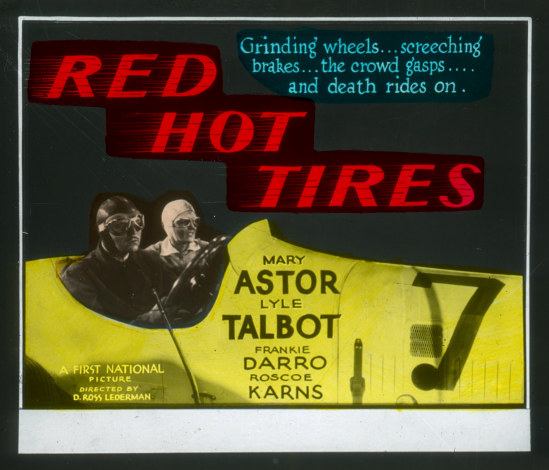 RED
HOT
TIRES
Grinding wheels...screeching
brakes...the crowd gasps....
and death rides on.
MARY
ASTOR
LYLE
TALBOT
FRANKIE
DARRO
ROSCOE
KARNS
7
A FIRST NATIONAL
PICTURE
DIRECTED BY
D. ROSS LEDERMAN